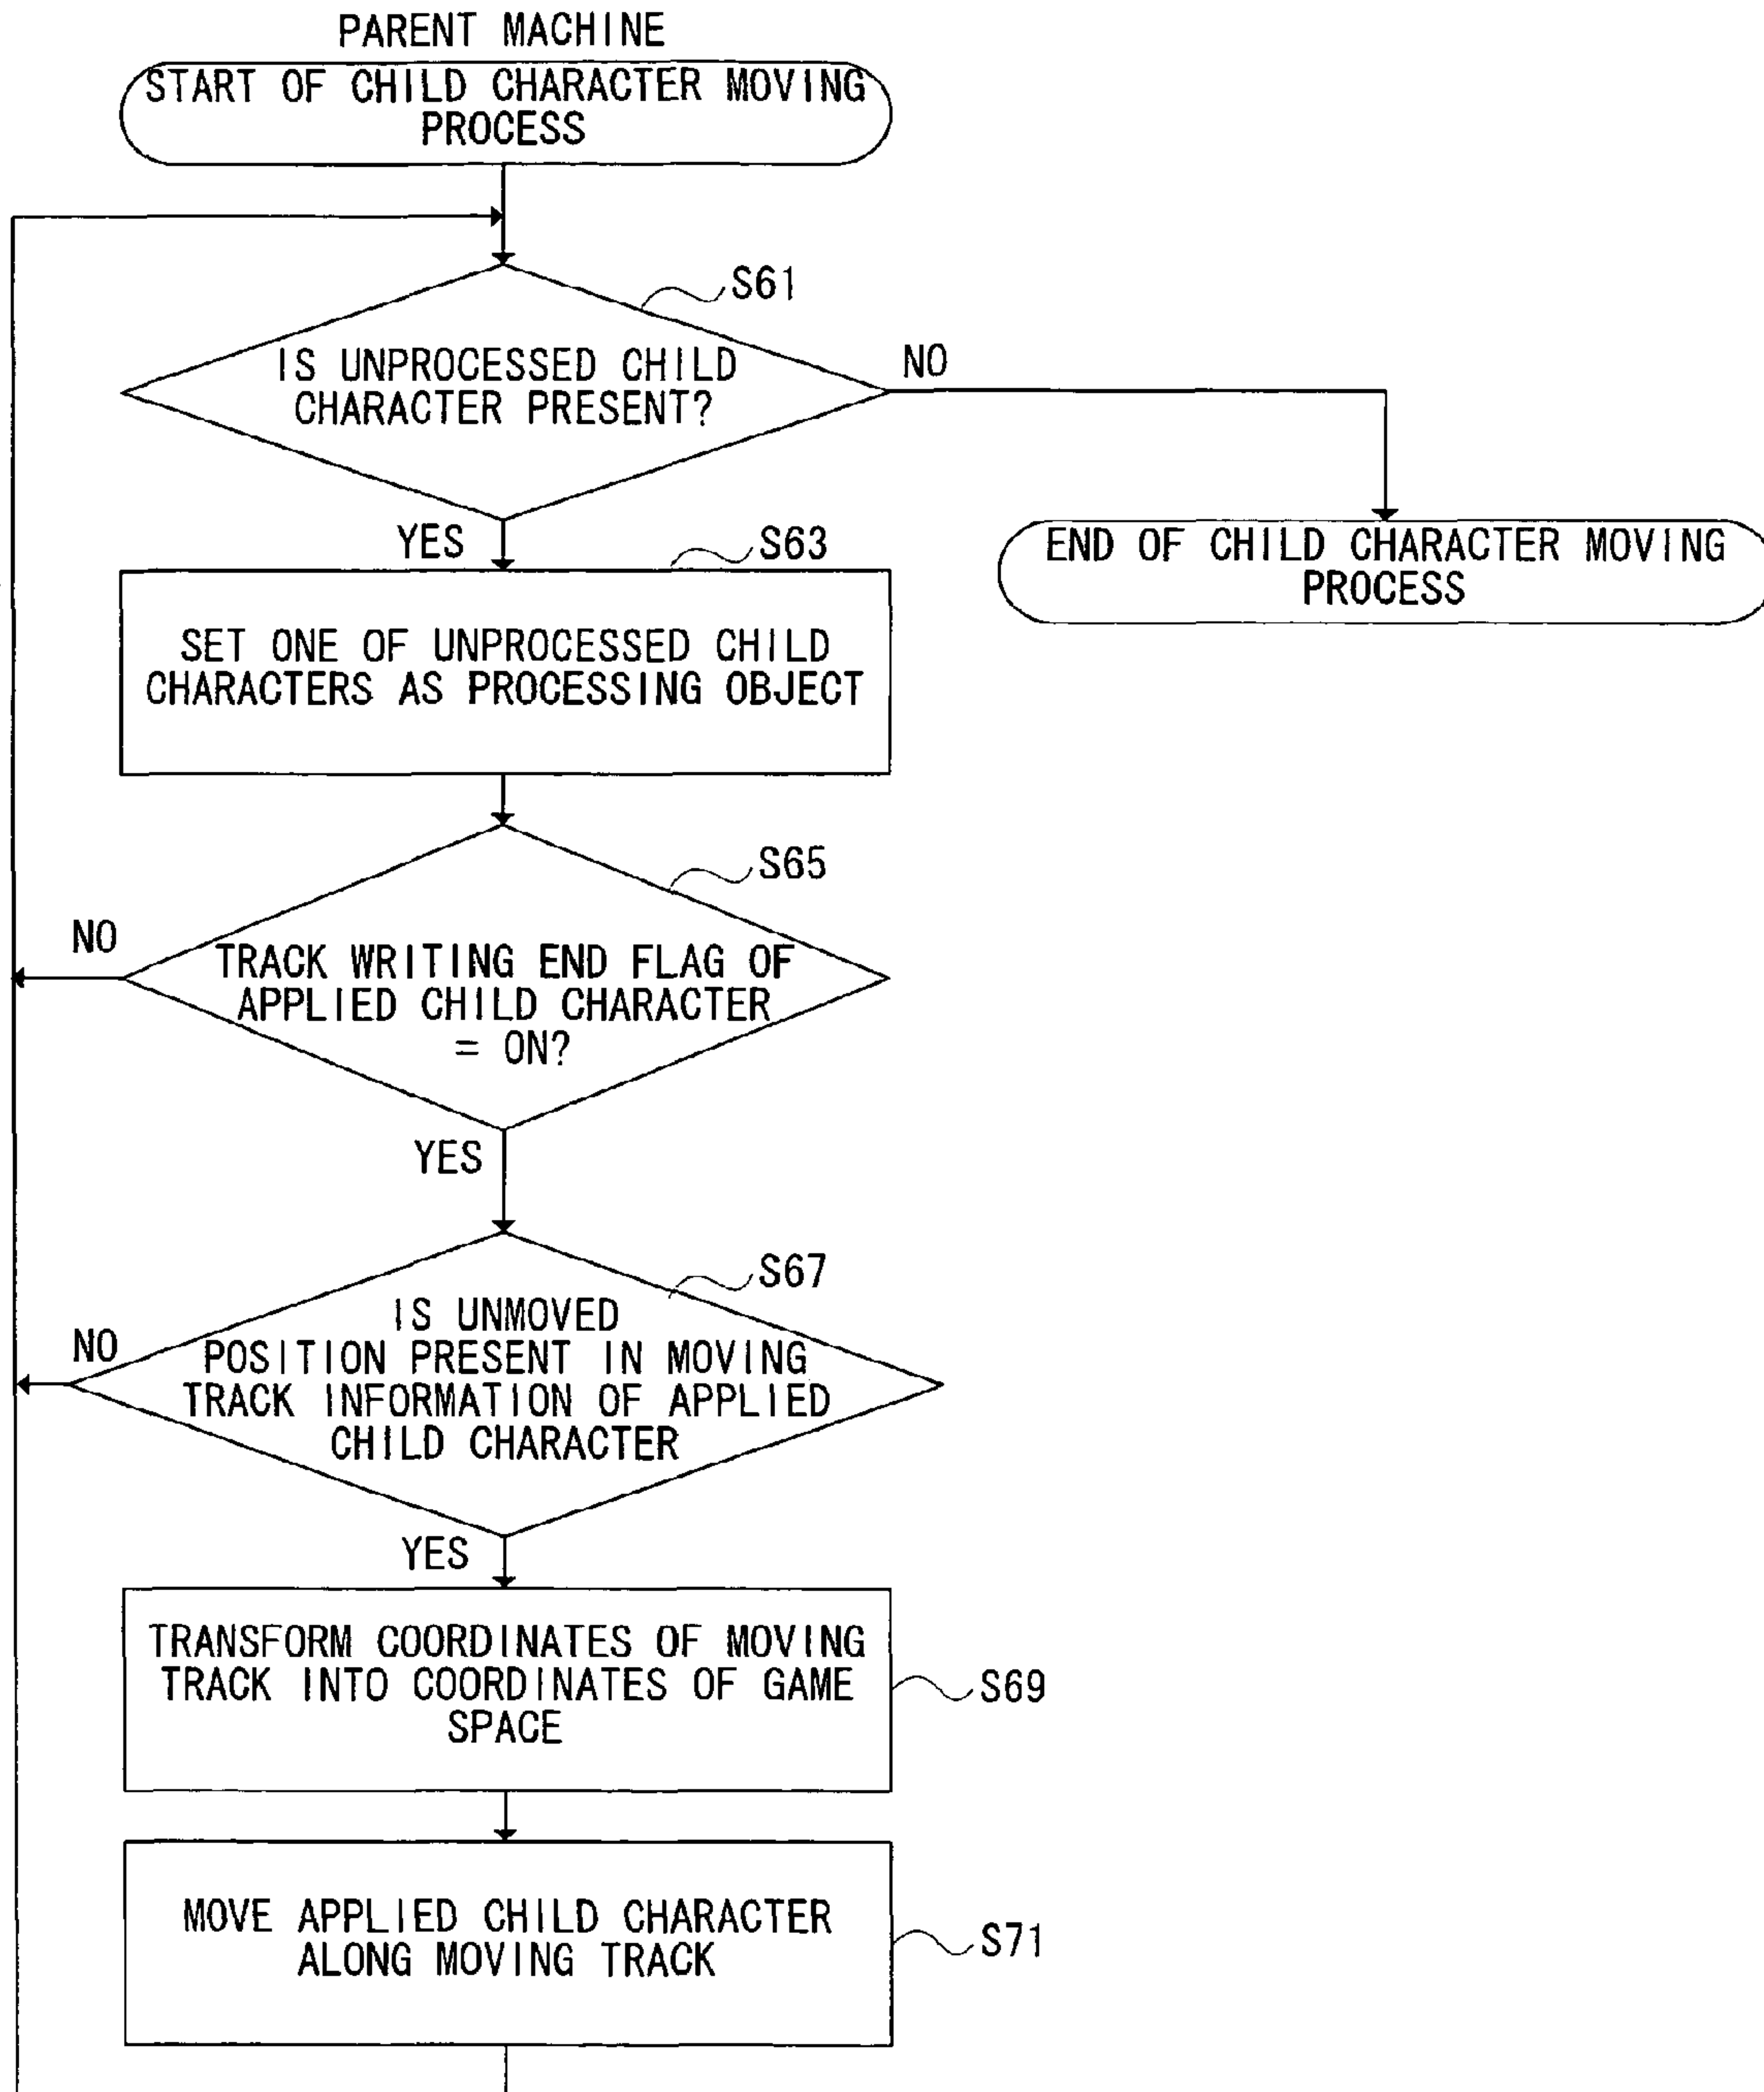 PARENT MACHINE
START OF CHILD CHARACTER MOVING
PROCESS
S61
IS UNPROCESSED CHILD
CHARACTER PRESENT?
NO
YES
END OF CHILD CHARACTER MOVING
PROCESS
S63
SET ONE OF UNPROCESSED CHILD
CHARACTERS AS PROCESSING OBJECT
S65
NO
TRACK WRITING END FLAG OF
APPLIED CHILD CHARACTER
= ON?
YES
S67
NO
IS UNMOVED
POSITION PRESENT IN MOVING
TRACK INFORMATION OF APPLIED
CHILD CHARACTER
YES
TRANSFORM COORDINATES OF MOVING
TRACK INTO COORDINATES OF GAME
SPACE
S69
MOVE APPLIED CHILD CHARACTER
ALONG MOVING TRACK
S71